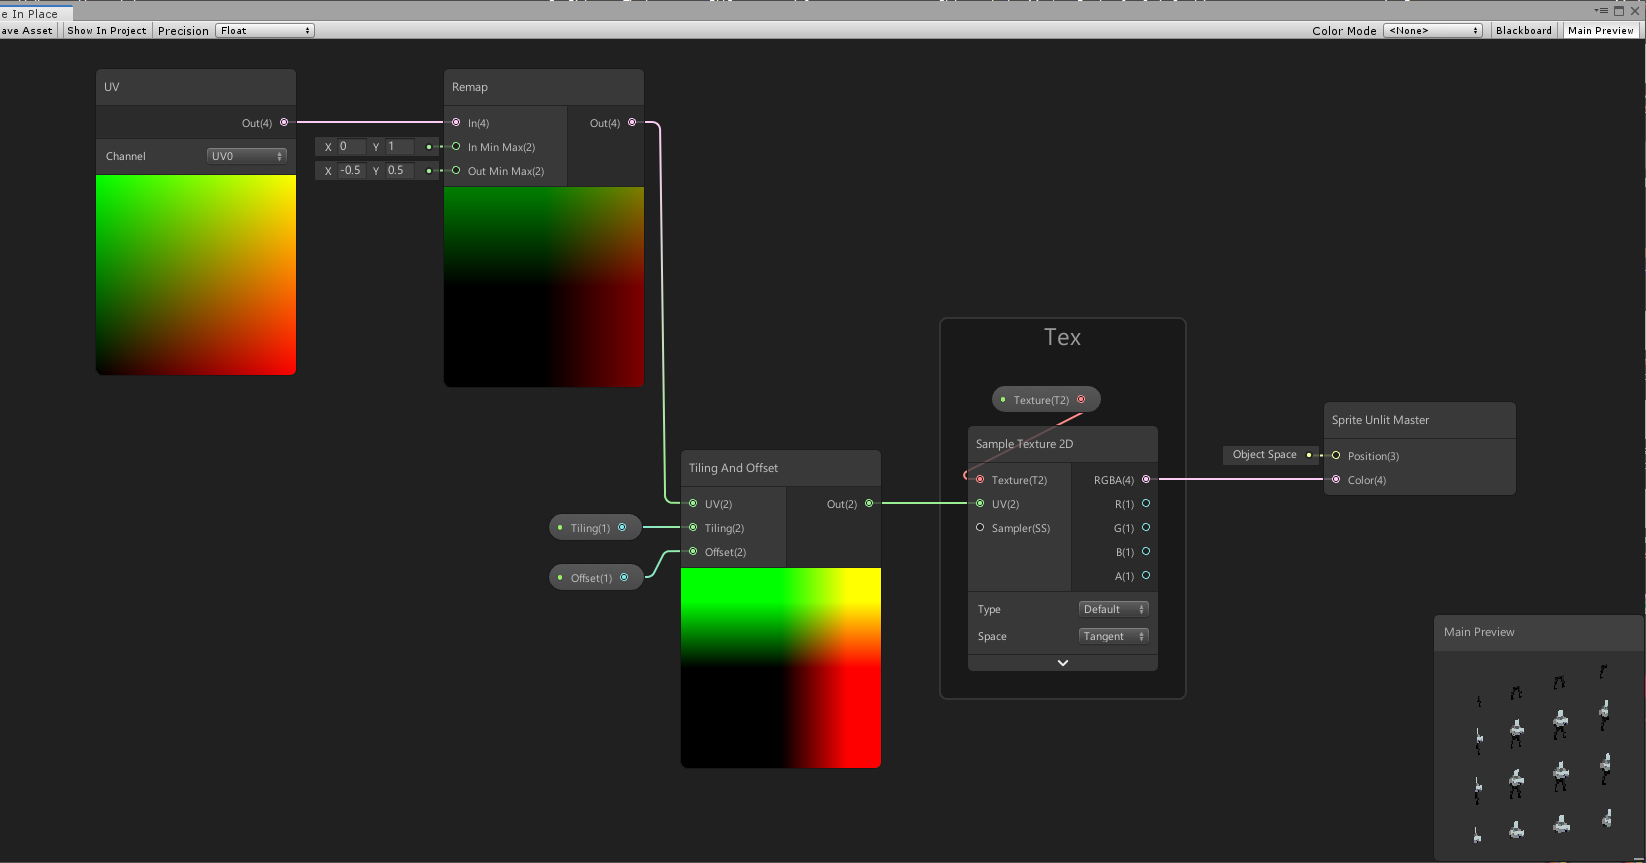 e In Place
ave Asset Show In Project Precision Float Color Mode <None> Blackboard Main Preview
UV
Out(4)
Channel UV0
Remap
In(4) Out(4)
X 0 Y 1 In Min Max(2)
X -0.5 Y 0.5 Out Min Max(2)
Tiling And Offset
UV(2) Out(2)
Tiling(1) Tiling(2)
Offset(1) Offset(2)
Tex
Texture(T2)
Sample Texture 2D
Texture(T2) RGBA(4)
UV(2) R(1)
Sampler(SS) G(1)
B(1)
A(1)
Type Default
Space Tangent
Sprite Unlit Master
Object Space Position(3)
Color(4)
Main Preview